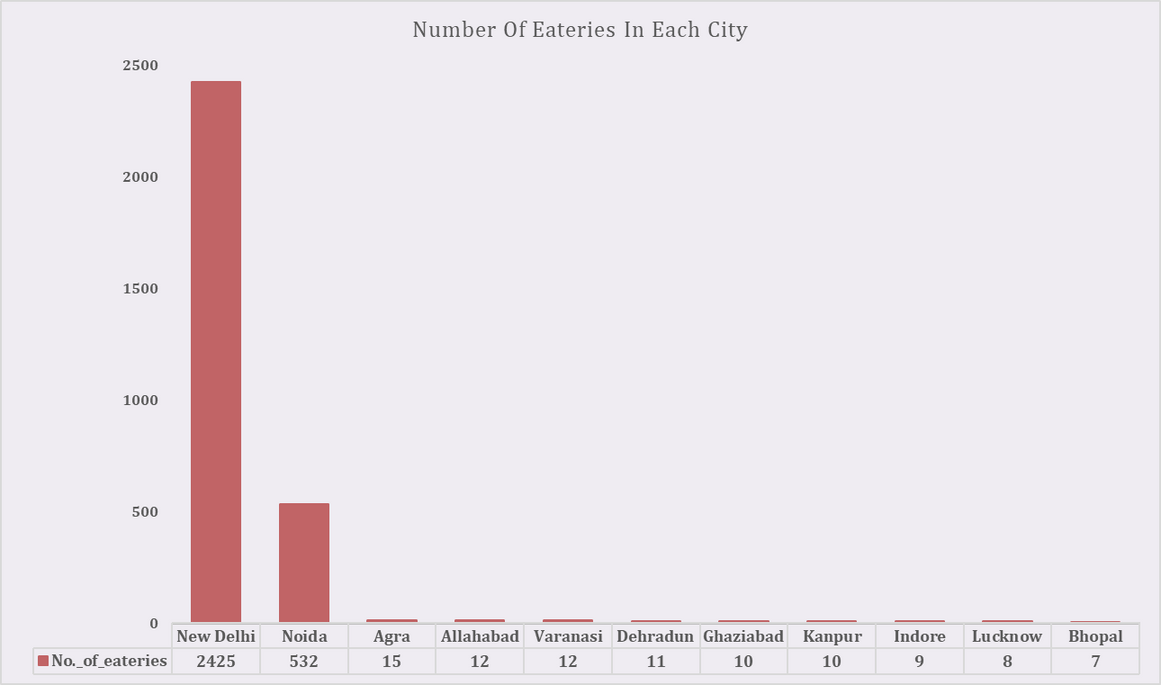 Number Of Eateries In Each City
2500
2000
1500
1000
500
0
New Delhi Noida Agra Allahabad Varanasi Dehradun Ghaziabad Kanpur Indore Lucknow Bhopal
No._of_eateries 2425 532 15 12 12 11 10 10 9 8 7